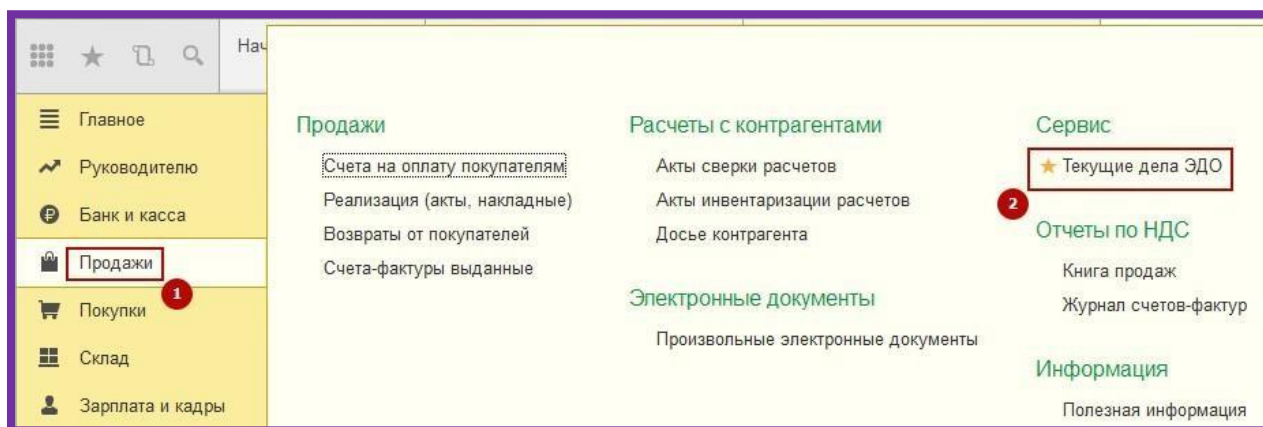 Нач
Главное
Руководителю
Банк и касса
Продажи
1
Покупки
Склад
Зарплата и кадры
Продажи
Счета на оплату покупателям
Реализация (акты, накладные)
Возвраты от покупателей
Счета-фактуры выданные
Расчеты с контрагентами
Акты сверки расчетов
Акты инвентаризации расчетов
Досье контрагента
Электронные документы
Произвольные электронные документы
Сервис
Текущие дела ЭДО
2
Отчеты по НДС
Книга продаж
Журнал счетов-фактур
Информация
Полезная информация